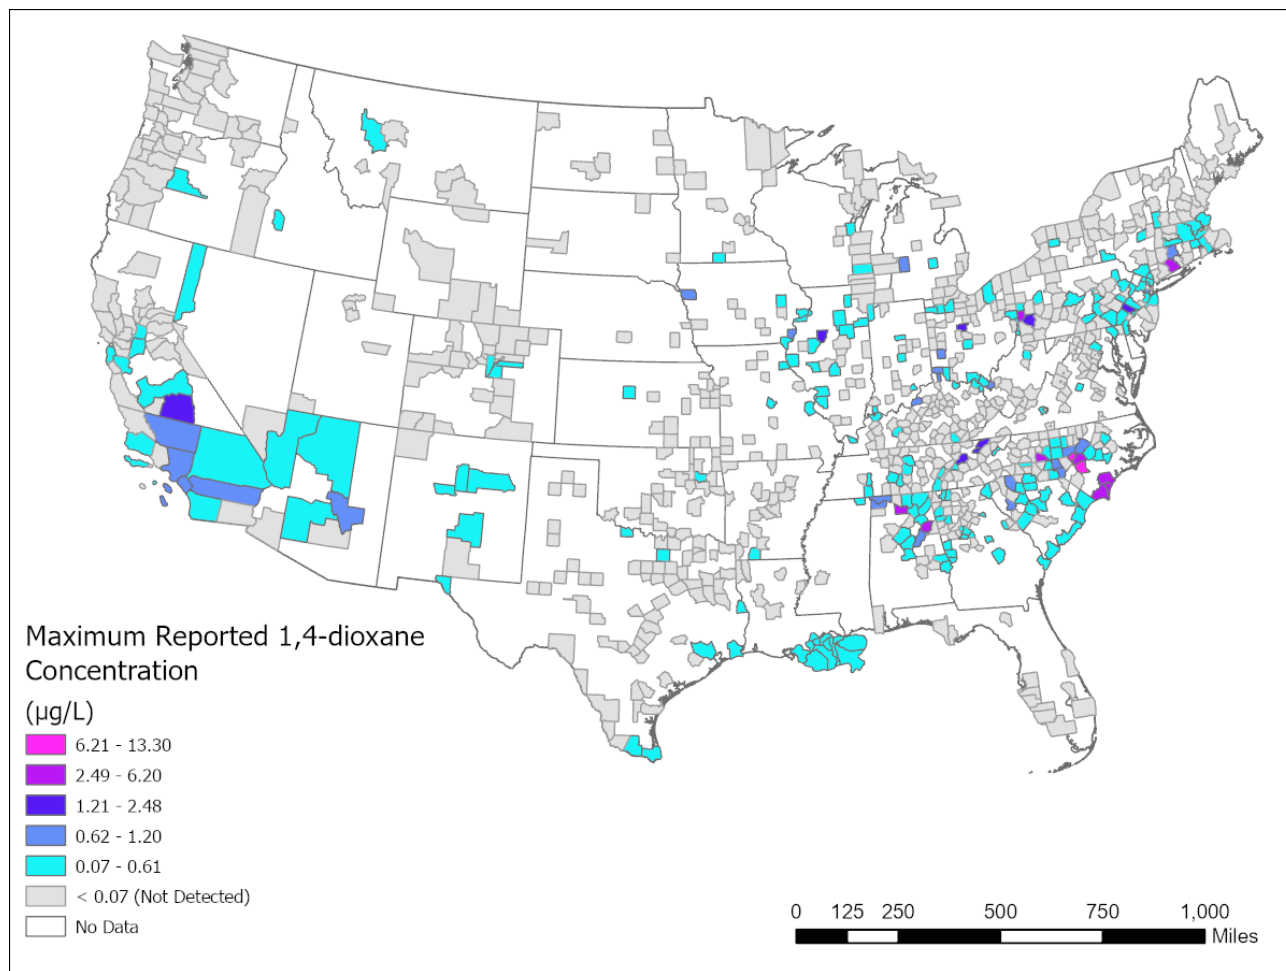 Maximum Reported 1,4-dioxane
Concentration
(µg/L)
6.21 - 13.30
2.49 - 6.20
1.21 - 2.48
0.62 - 1.20
0.07 - 0.61
< 0.07 (Not Detected)
No Data
0 125 250 500 750 1,000
Miles